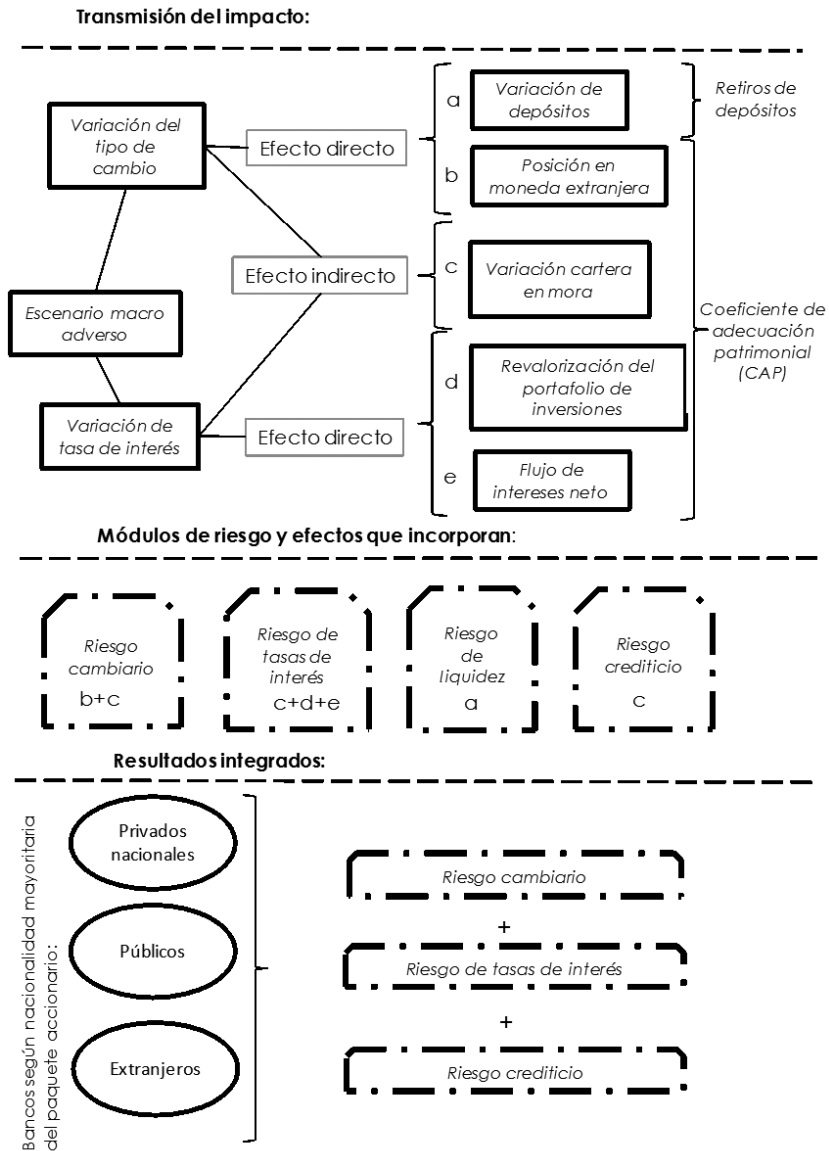 Transmisión del impacto:
Variación del
tipo de
cambio
Escenario macro
adverso
Variación de
tasa de interés
Efecto directo
Efecto indirecto
Efecto directo
a
Variación de
depósitos
b
Posición en
moneda extranjera
c
Variación cartera
en mora
d
Revalorización del
portafolio de
inversiones
e
Flujo de
intereses neto
Retiros de
depósitos
Coeficiente de
adecuación
patrimonial
(CAP)
Módulos de riesgo y efectos que incorporan:
Riesgo
cambiario
b+c
Riesgo de
tasas de
interés
c+d+e
Riesgo
de
liquidez
a
Riesgo
crediticio
c
Resultados integrados:
Bancos según nacionalidad mayoritaria
del paquete accionario:
Privados
nacionales
Públicos
Extranjeros
Riesgo cambiario
+
Riesgo de tasas de interés
+
Riesgo crediticio